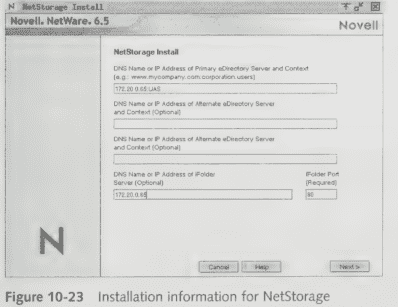 N NetStorage Install
Novell. NetWare. 6.5
Novell
NetStorage Install
DNS Name or IP Address of Primary eDirectory Server and Context
(e.g.: www.mycompany.com:corporation.users)
172.20.0.65:UAS
DNS Name or IP Address of Alternate eDirectory Server
and Context (Optional)
DNS Name or IP Address of Alternate eDirectory Server
and Context (Optional)
DNS Name or IP Address of iFolder
Server (Optional)
iFolder Port
(Required)
172.20.0.65
80
N
Cancel
Help
Next >
Figure 10-23 Installation information for NetStorage